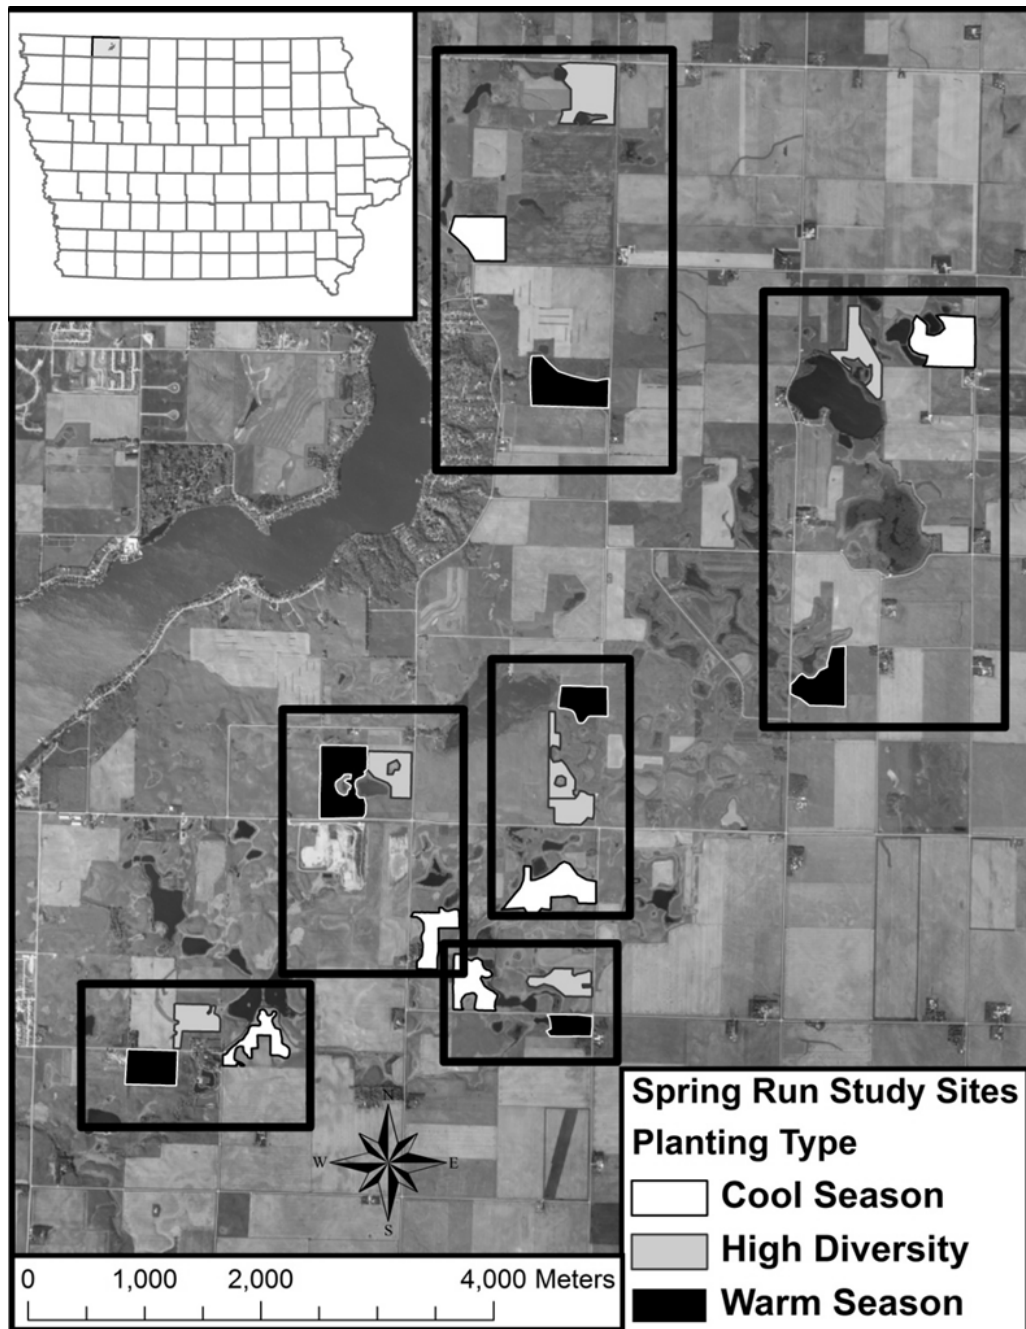 N
W E
S
Spring Run Study Sites
Planting Type
Cool Season
High Diversity
Warm Season
0 1,000 2,000 4,000 Meters